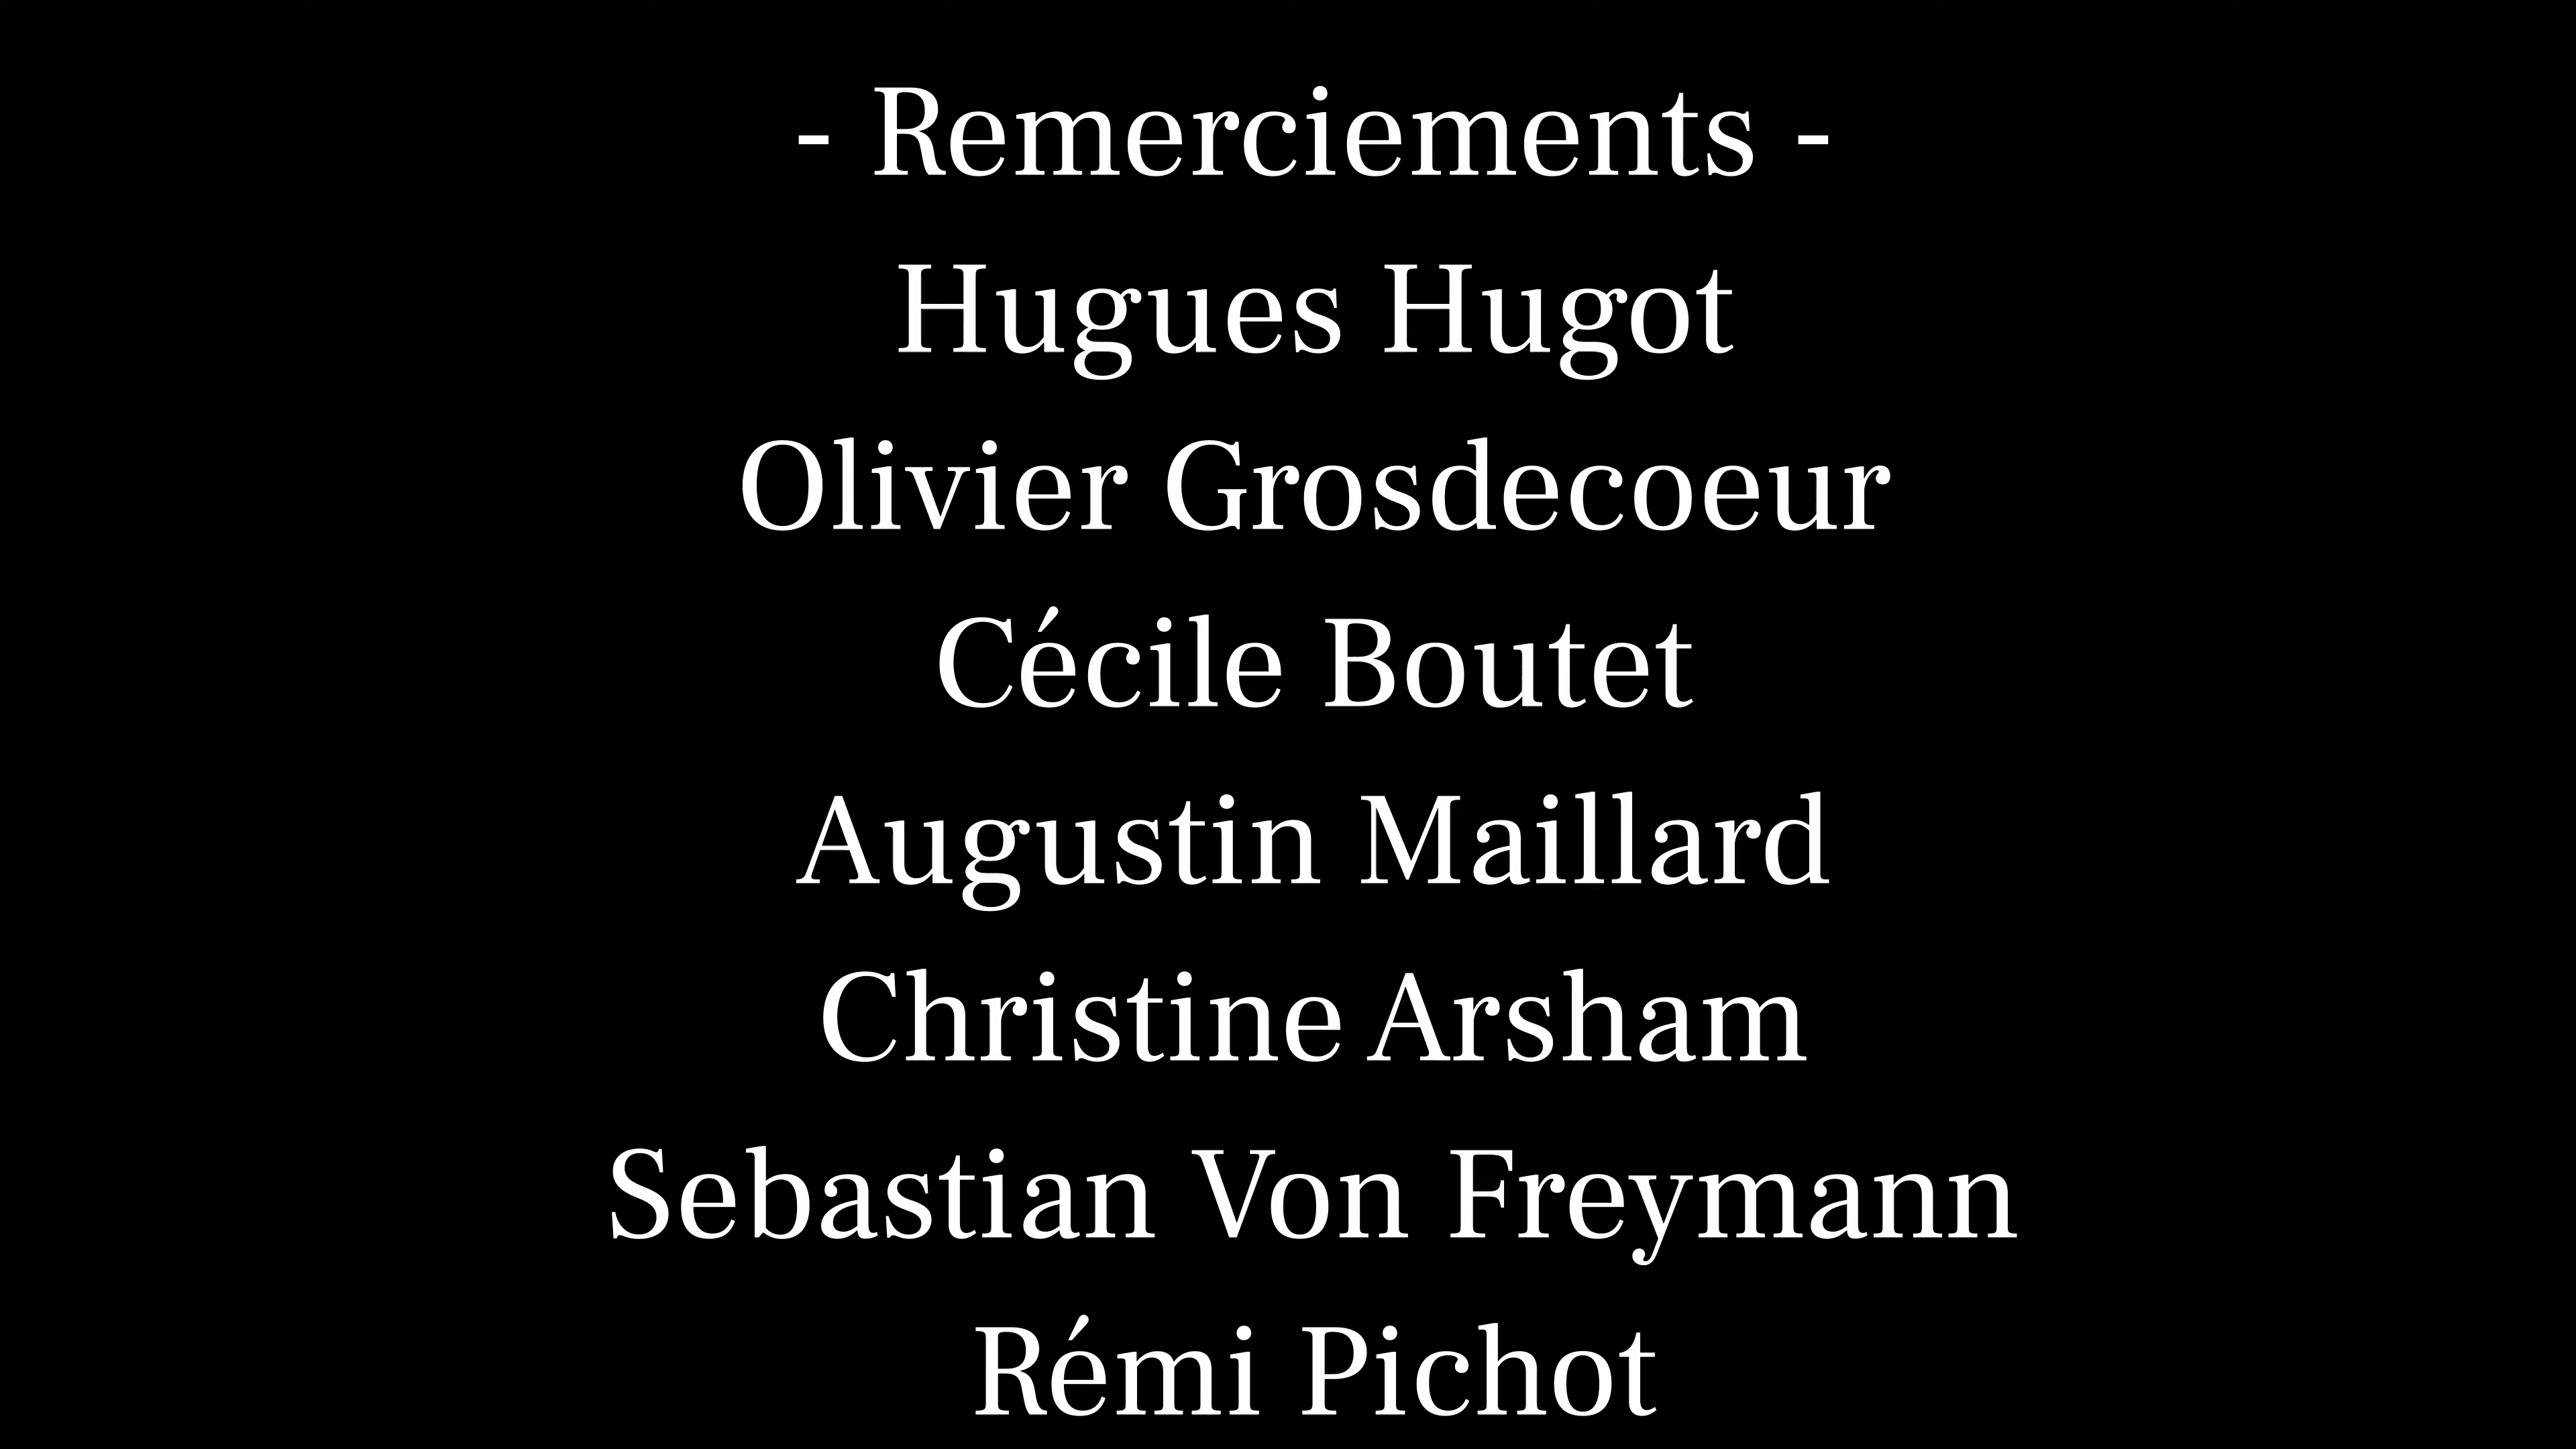 - Remerciements -
Hugues Hugot
Olivier Grosdecoeur
Cécile Boutet
Augustin Maillard
Christine Arsham
Sebastian Von Freymann
Rémi Pichot